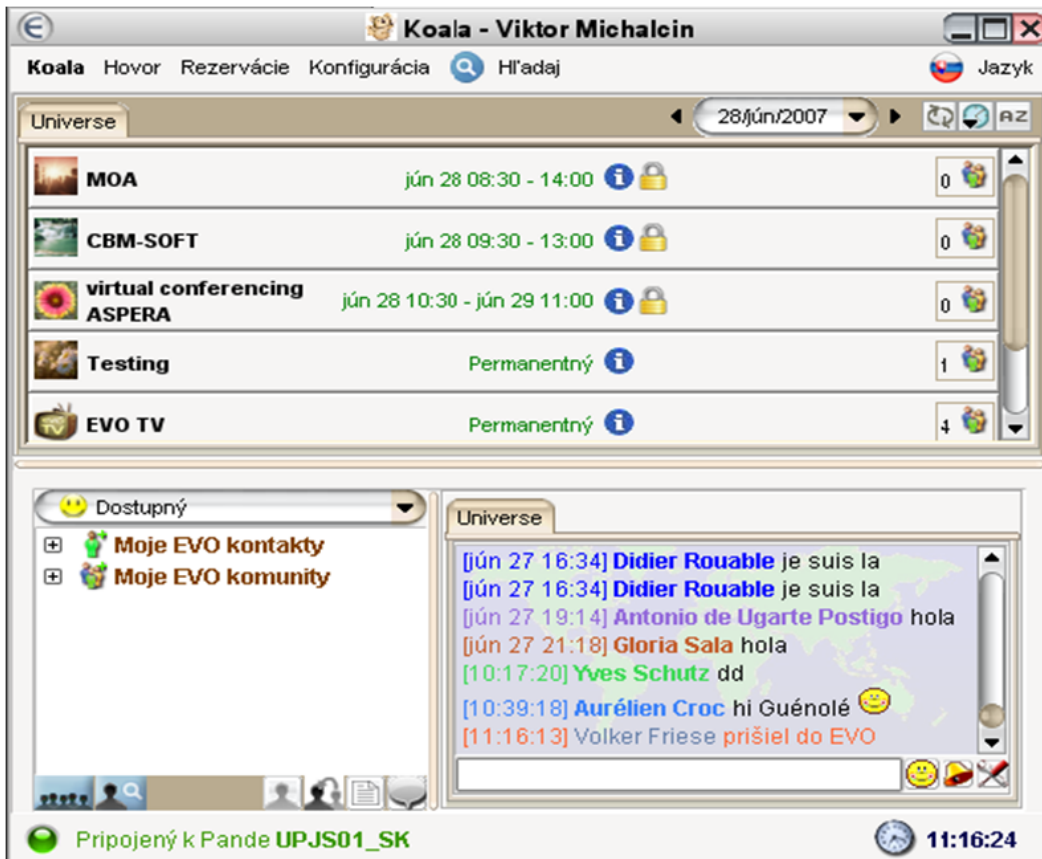 Koala - Viktor Michalcin
Koala Hovor Rezervácie Konfigurácia Hľadaj Jazyk
Universe 28/jún/2007 AZ
MOA jún 28 08:30 - 14:00 0
CBM-SOFT jún 28 09:30 - 13:00 0
virtual conferencing
ASPERA jún 28 10:30 - jún 29 11:00 0
Testing Permanentný 1
EVO TV Permanentný 4
Dostupný
Moje EVO kontakty
Moje EVO komunity
Universe
[jún 27 16:34] Didier Rouable je suis la
[jún 27 16:34] Didier Rouable je suis la
[jún 27 19:14] Antonio de Ugarte Postigo hola
[jún 27 21:18] Gloria Sala hola
[10:17:20] Yves Schutz dd
[10:39:18] Aurélien Croc hi Guénolé
[11:16:13] Volker Friese prišiel do EVO
Pripojený k Pande UPJS01_SK 11:16:24